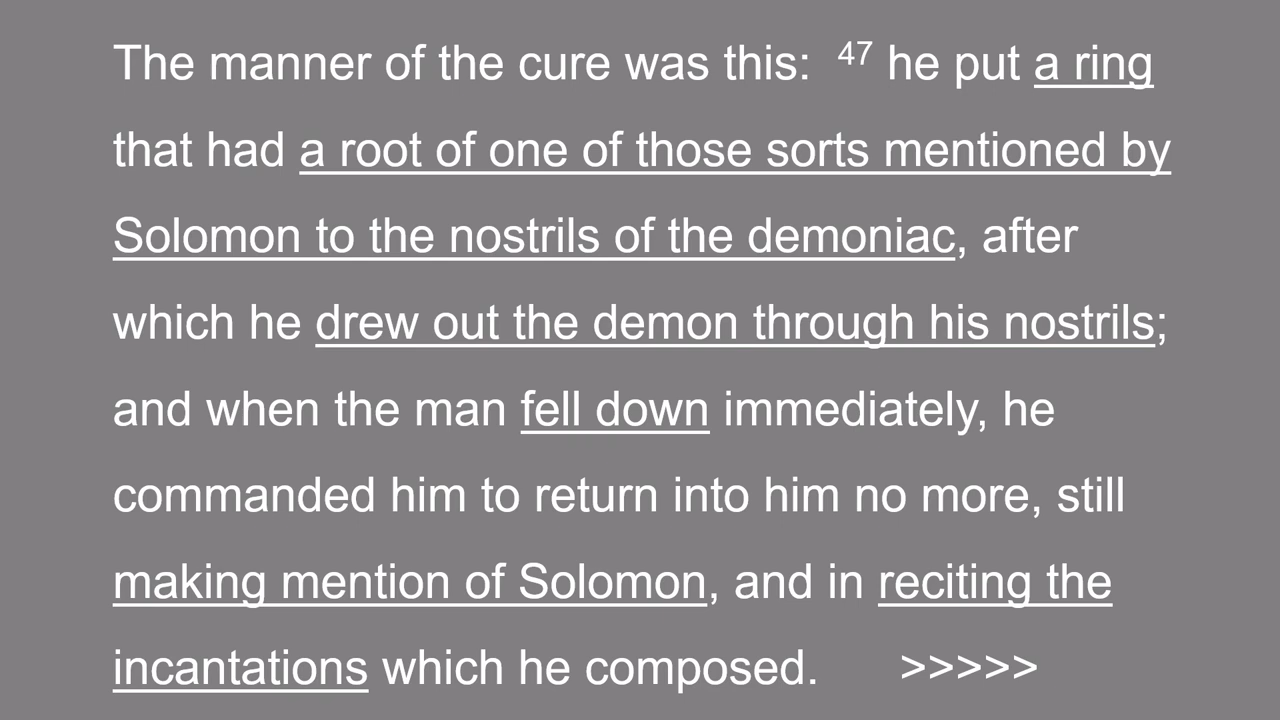 The manner of the cure was this: 47 he put a ring
that had a root of one of those sorts mentioned by
Solomon to the nostrils of the demoniac, after
which he drew out the demon through his nostrils;
and when the man fell down immediately, he
commanded him to return into him no more, still
making mention of Solomon, and in reciting the
incantations which he composed. >>>>>